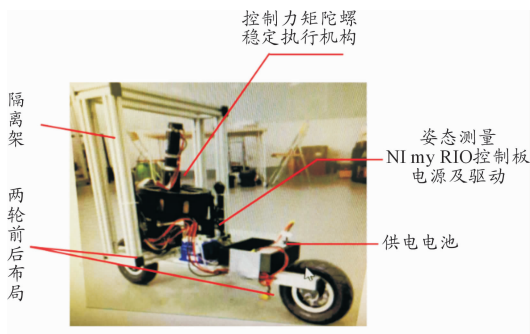 控制力矩陀螺
稳定执行机构
隔
离
架
姿态测量
NI my RIO控制板
电源及驱动
两
轮
前
后
布
局
供电电池